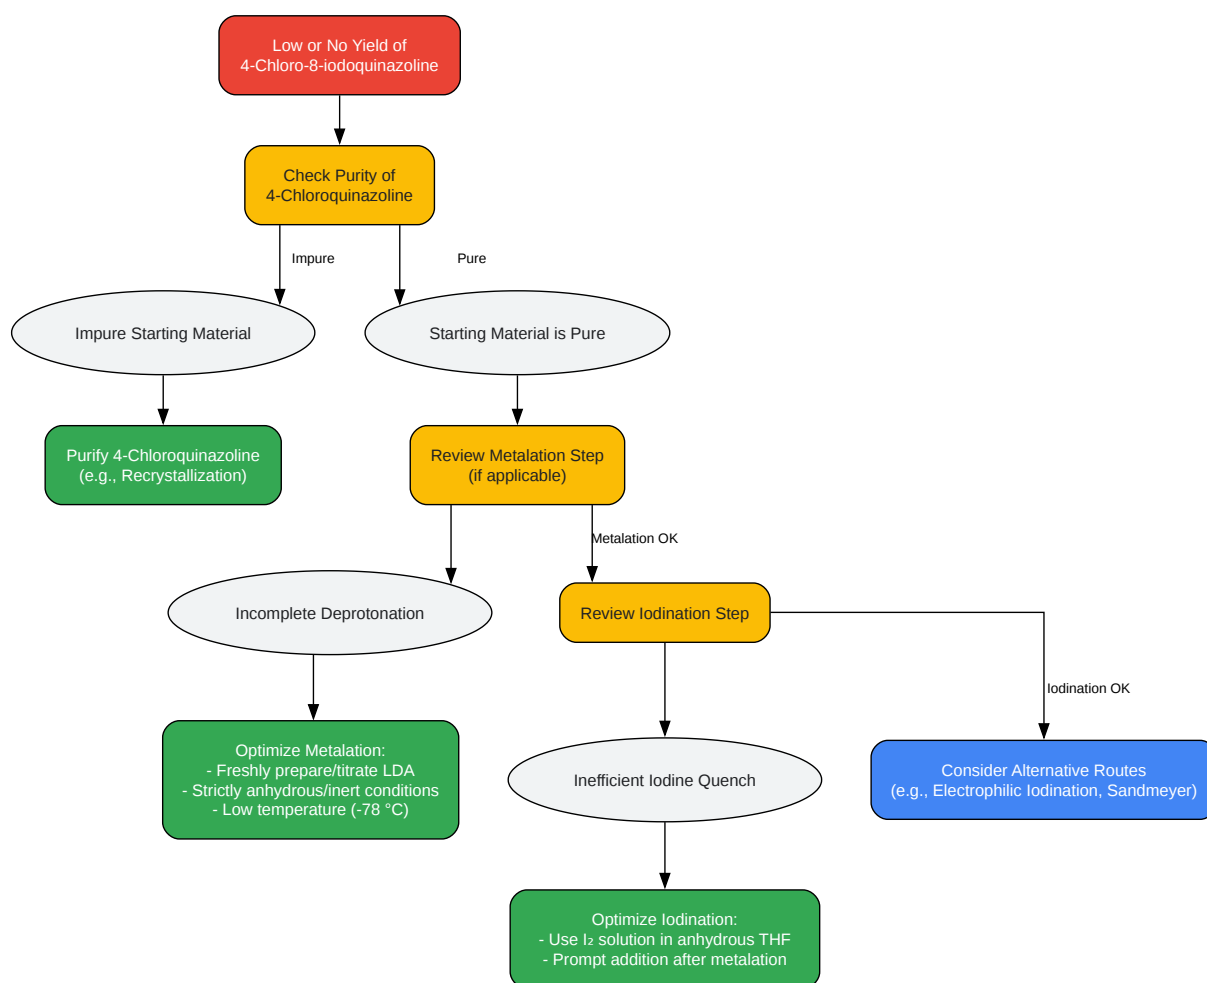 Low or No Yield of
4-Chloro-8-iodoquinazoline
Check Purity of
4-Chloroquinazoline
Impure
Pure
Impure Starting Material
Starting Material is Pure
Purify 4-Chloroquinazoline
(e.g., Recrystallization)
Review Metalation Step
(if applicable)
Metalation OK
Incomplete Deprotonation
Review Iodination Step
Iodination OK
Optimize Metalation:
- Freshly prepare/titrate LDA
- Strictly anhydrous/inert conditions
- Low temperature (-78 °C)
Inefficient Iodine Quench
Consider Alternative Routes
(e.g., Electrophilic Iodination, Sandmeyer)
Optimize Iodination:
- Use I₂ solution in anhydrous THF
- Prompt addition after metalation